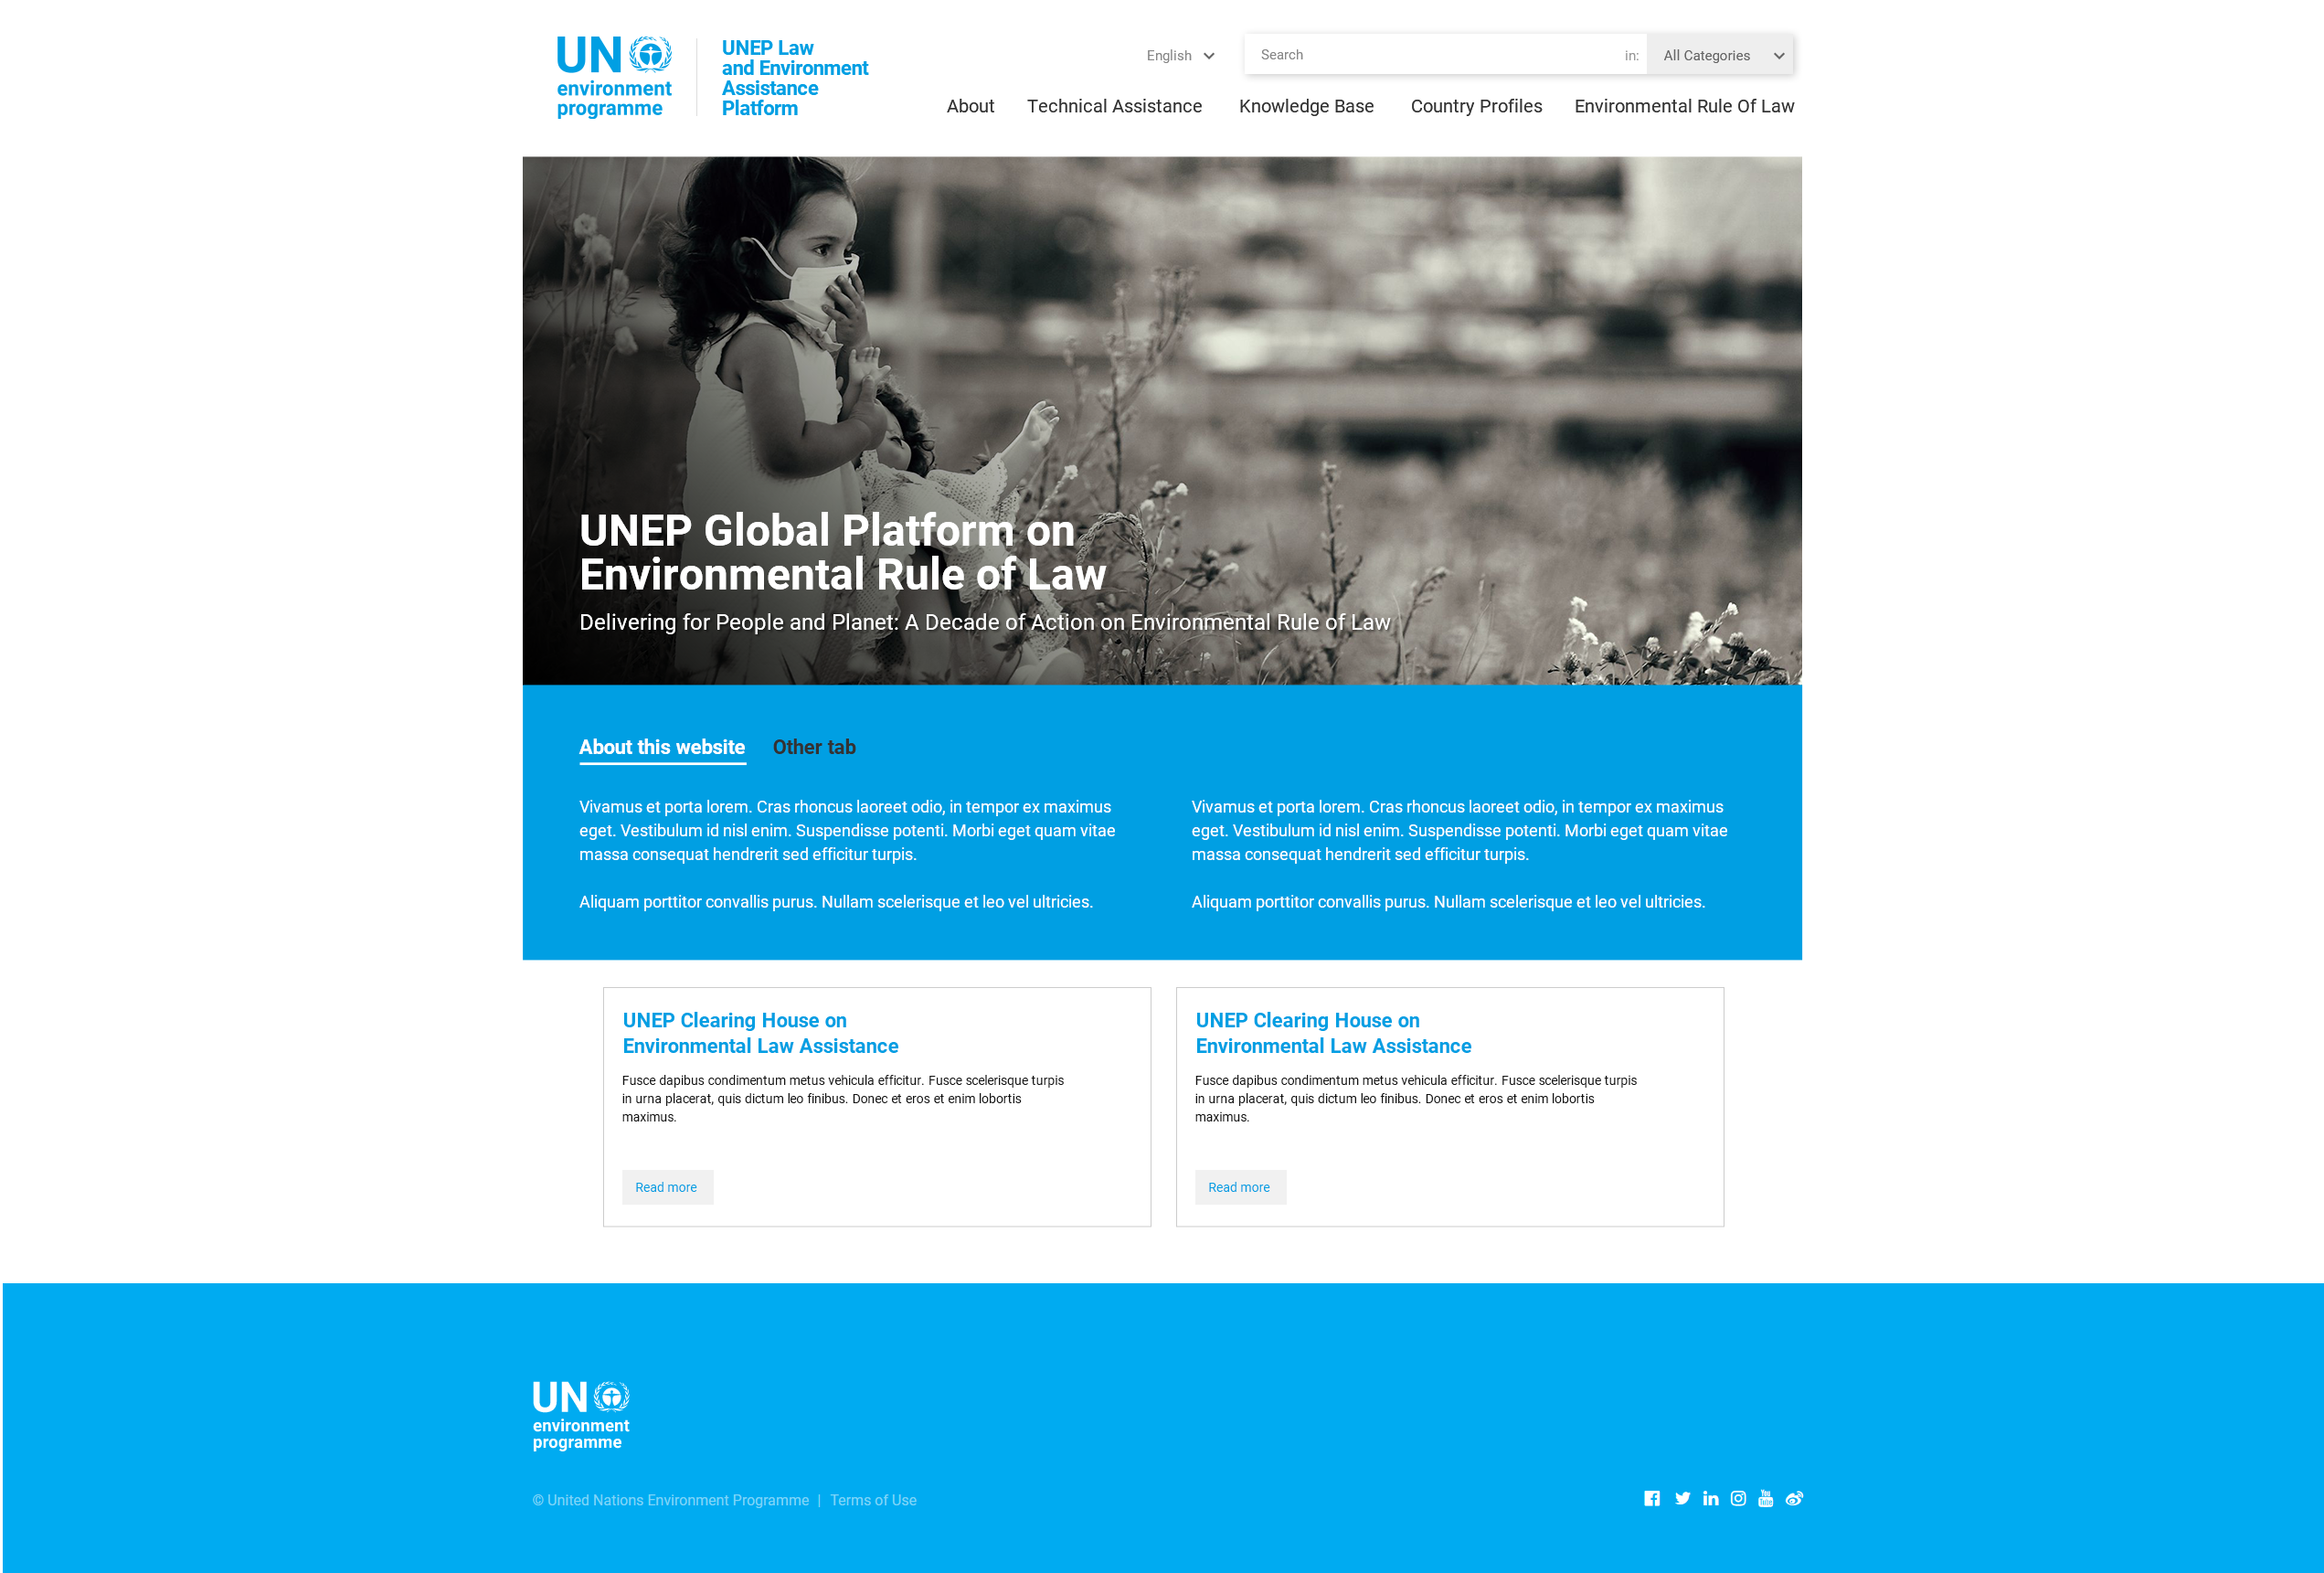 UN
environment
programme
UNEP Law
and Environment
Assistance
Platform
English
Search
in:
All Categories
About
Technical Assistance
Knowledge Base
Country Profiles
Environmental Rule Of Law
UNEP Global Platform on
Environmental Rule of Law
Delivering for People and Planet: A Decade of Action on Environmental Rule of Law
About this website
Other tab
Vivamus et porta lorem. Cras rhoncus laoreet odio, in tempor ex maximus
eget. Vestibulum id nisl enim. Suspendisse potenti. Morbi eget quam vitae
massa consequat hendrerit sed efficitur turpis.
Aliquam porttitor convallis purus. Nullam scelerisque et leo vel ultricies.
Vivamus et porta lorem. Cras rhoncus laoreet odio, in tempor ex maximus
eget. Vestibulum id nisl enim. Suspendisse potenti. Morbi eget quam vitae
massa consequat hendrerit sed efficitur turpis.
Aliquam porttitor convallis purus. Nullam scelerisque et leo vel ultricies.
UNEP Clearing House on
Environmental Law Assistance
Fusce dapibus condimentum metus vehicula efficitur. Fusce scelerisque turpis
in urna placerat, quis dictum leo finibus. Donec et eros et enim lobortis
maximus.
Read more
UNEP Clearing House on
Environmental Law Assistance
Fusce dapibus condimentum metus vehicula efficitur. Fusce scelerisque turpis
in urna placerat, quis dictum leo finibus. Donec et eros et enim lobortis
maximus.
Read more
UN
environment
programme
© United Nations Environment Programme | Terms of Use
You
Tube